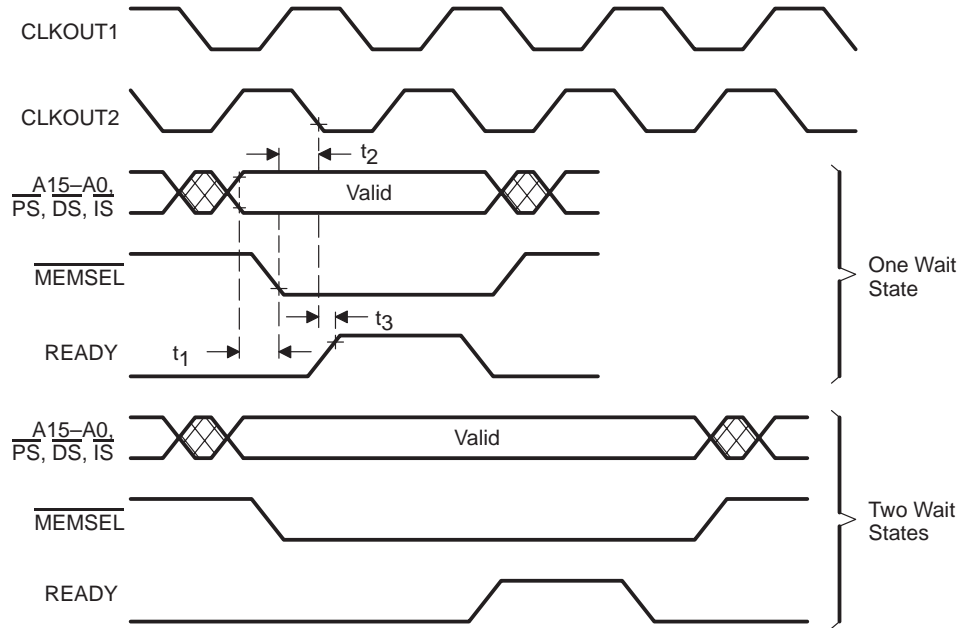 CLKOUT1
CLKOUT2
t2
A15–A0,
PS, DS, IS
Valid
MEMSEL
One Wait
State
t3
READY
t1
A15–A0,
PS, DS, IS
Valid
MEMSEL
Two Wait
States
READY